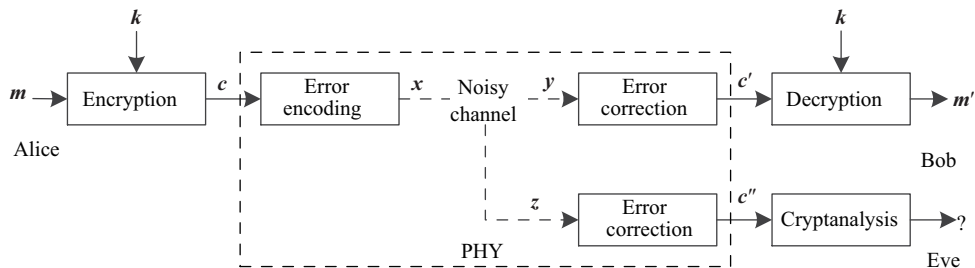 k
k
m
Encryption
c
Error
encoding
x
Noisy
channel
y
Error
correction
c′
Decryption
m′
Alice
Bob
z
Error
correction
c″
Cryptanalysis
?
PHY
Eve